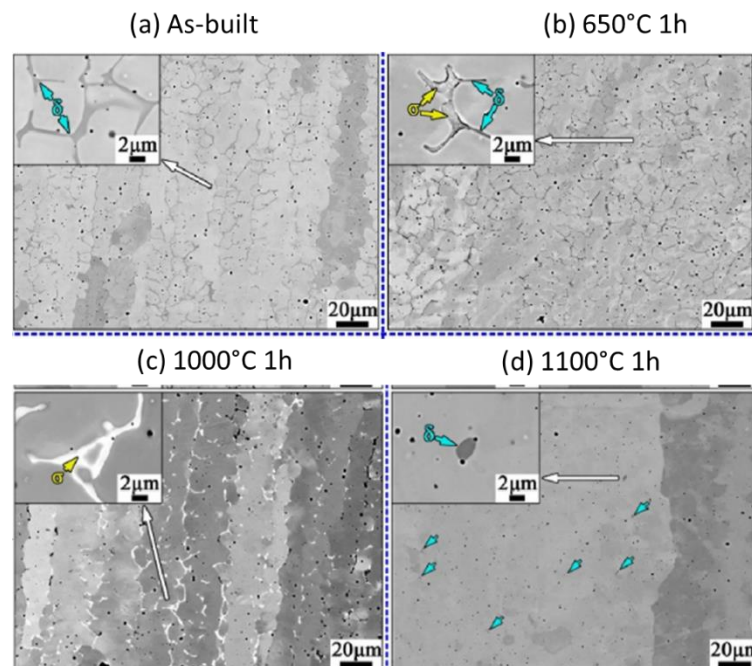 (a) As-built
(b) 650°C 1h
δ
2μm
20μm
σ
δ
2μm
20μm
(c) 1000°C 1h
(d) 1100°C 1h
σ
2μm
20μm
δ
2μm
20μm